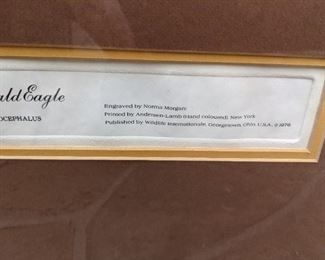 ald Eagle
OCEPHALUS
Engraved by Norma Morgan
Printed by Andersen-Lamb (Hand coloured) New York
Published by Wildlife Internationale, Georgetown, Ohio, U.S.A. © 1976